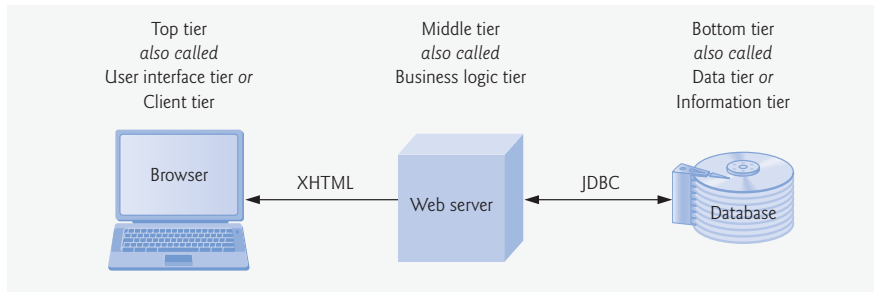 Top tier
also called
User interface tier or
Client tier
Middle tier
also called
Business logic tier
Bottom tier
also called
Data tier or
Information tier
Browser
XHTML
Web server
JDBC
Database